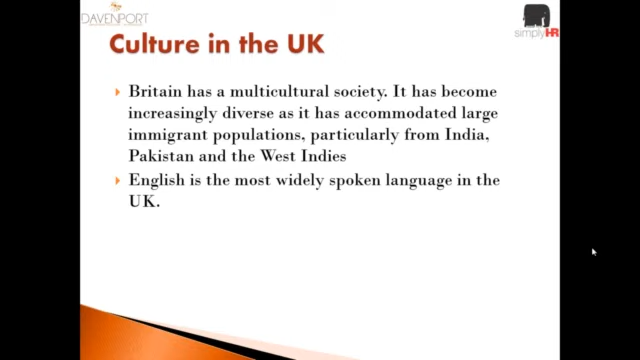 DAVENPORT
simplyHR
Culture in the UK
Britain has a multicultural society. It has become
increasingly diverse as it has accommodated large
immigrant populations, particularly from India,
Pakistan and the West Indies
English is the most widely spoken language in the
UK.